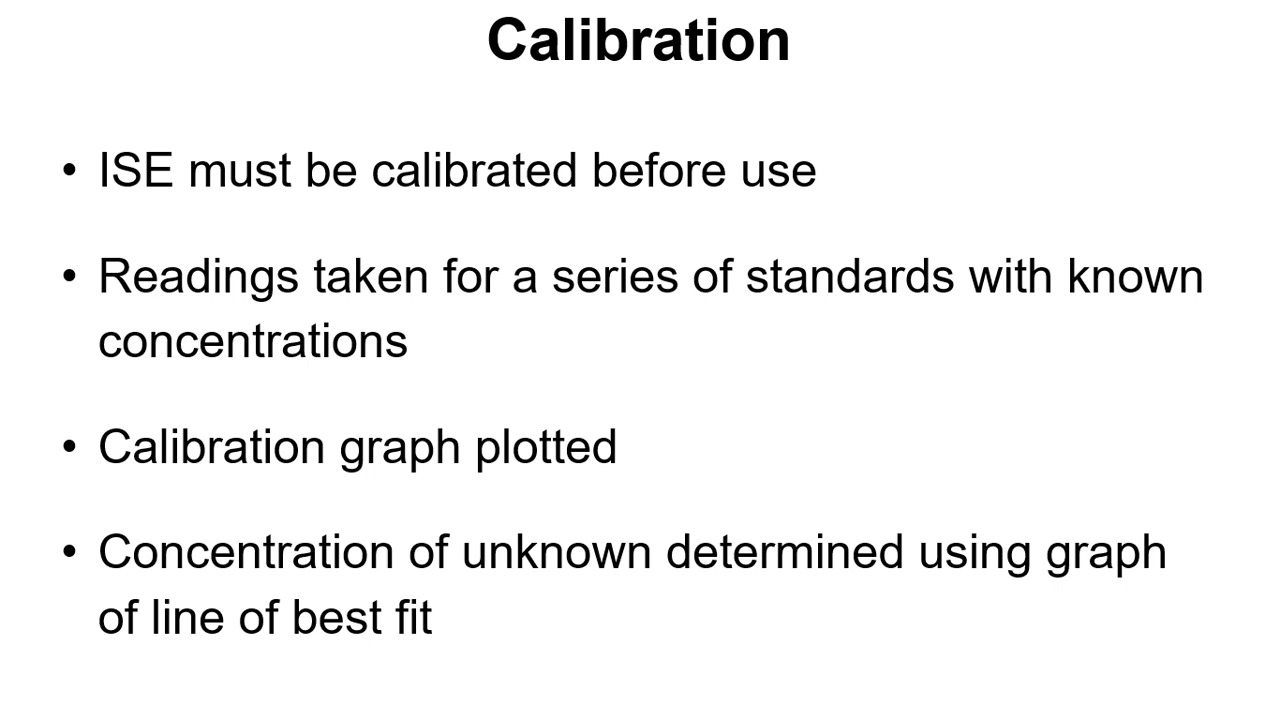 Calibration
• ISE must be calibrated before use
• Readings taken for a series of standards with known
concentrations
• Calibration graph plotted
• Concentration of unknown determined using graph
of line of best fit